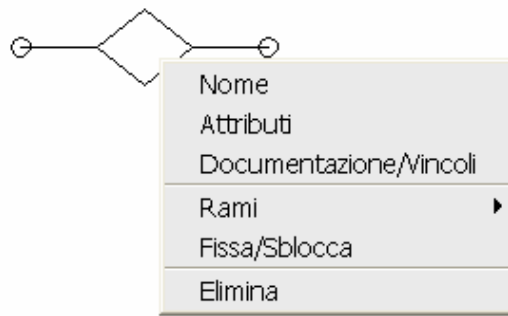 Nome
Attributi
Documentazione/Vincoli
Rami
Fissa/Sblocca
Elimina